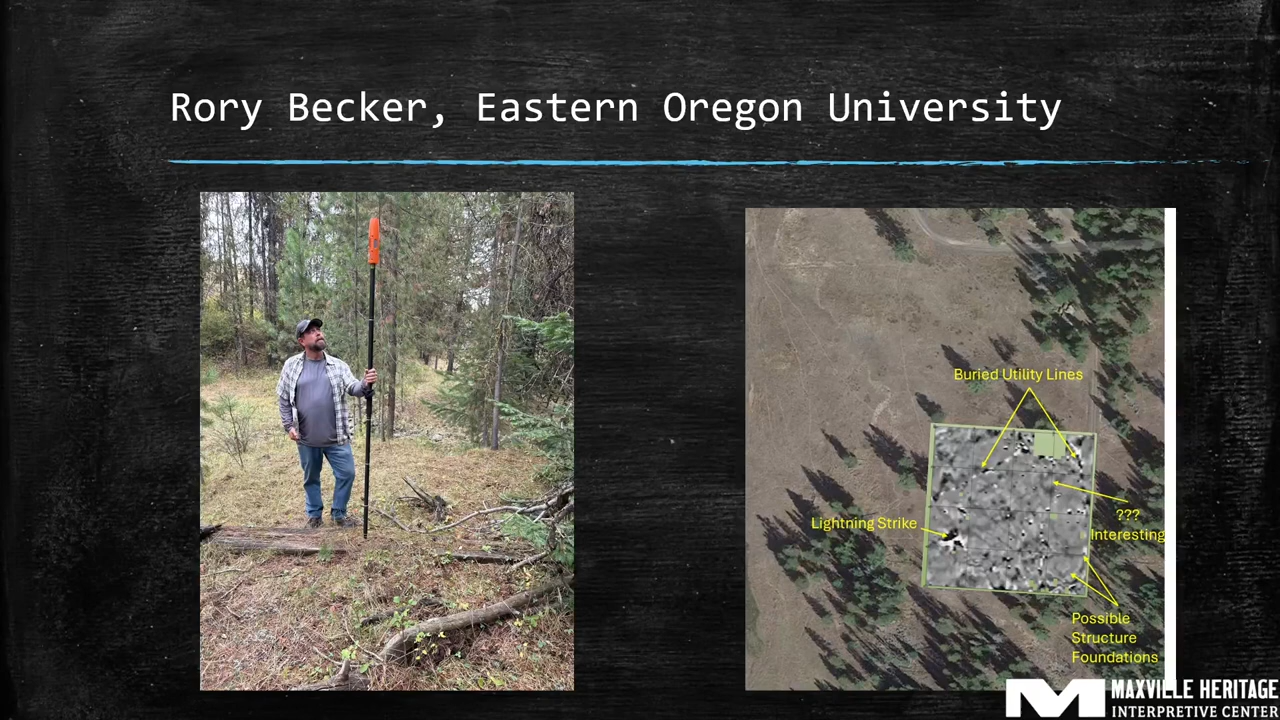 Rory Becker, Eastern Oregon University
Buried Utility Lines
Lightning Strike
???
Interesting
Possible
Structure
Foundations
MAXVILLE HERITAGE
INTERPRETIVE CENTER